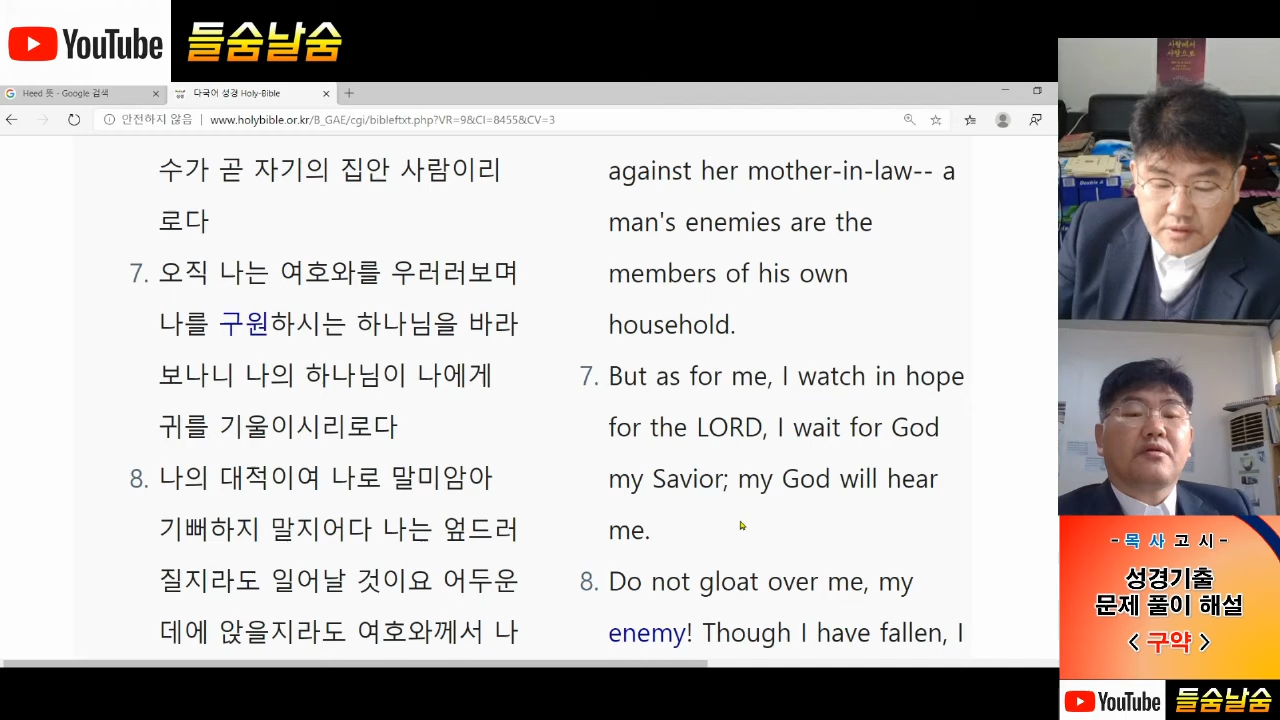 YouTube
들숨날숨
Heed 뜻 - Google 검색
다국어 성경 Holy-Bible
안전하지 않음
www.holybible.or.kr/B_GAE/cgi/bibleftxt.php?VR=9&CI=8455&CV=3
수가 곧 자기의 집안 사람이리
로다
7. 오직 나는 여호와를 우러러보며
나를 구원하시는 하나님을 바라
보나니 나의 하나님이 나에게
귀를 기울이시리로다
8. 나의 대적이여 나로 말미암아
기뻐하지 말지어다 나는 엎드러
질지라도 일어날 것이요 어두운
데에 앉을지라도 여호와께서 나
against her mother-in-law-- a
man's enemies are the
members of his own
household.
7. But as for me, I watch in hope
for the LORD, I wait for God
my Savior; my God will hear
me.
8. Do not gloat over me, my
enemy! Though I have fallen, I
사랑에서
사랑으로
- 목 사 고 시 -
성경기출
문제 풀이 해설
< 구약 >
YouTube
들숨날숨